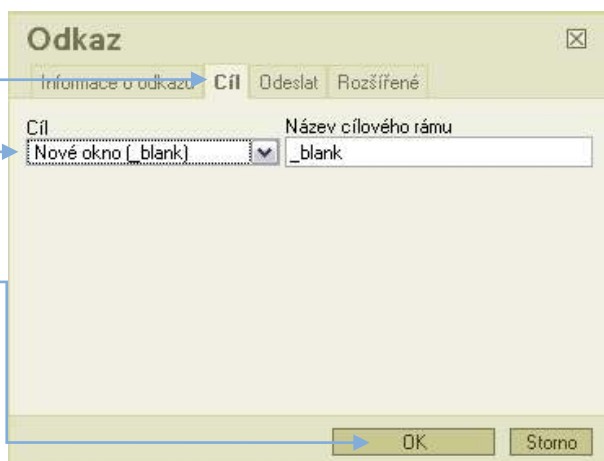 Odkaz
Informace o odkazu Cíl Odeslat Rozšířené
Cíl Název cílového rámu
Nové okno (_blank) _blank
OK Storno